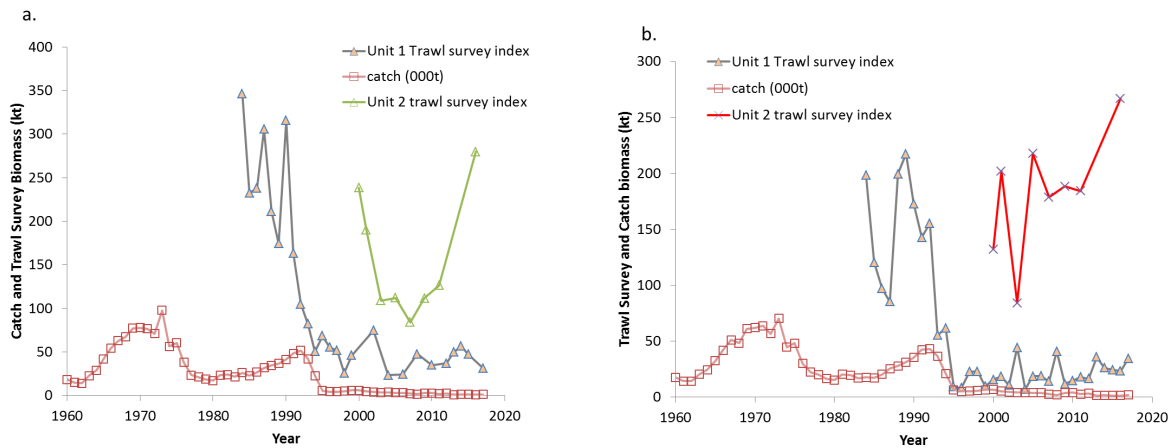 a.
400
350
300
250
200
150
100
50
0
Catch and Trawl Survey Biomass (kt)
Unit 1 Trawl survey index
catch (000t)
Unit 2 trawl survey index
1960 1970 1980 1990 2000 2010 2020
Year
b.
300
250
200
150
100
50
0
Trawl Survey and Catch biomass (kt)
Unit 1 Trawl survey index
catch (000t)
Unit 2 trawl survey index
1960 1970 1980 1990 2000 2010 2020
Year